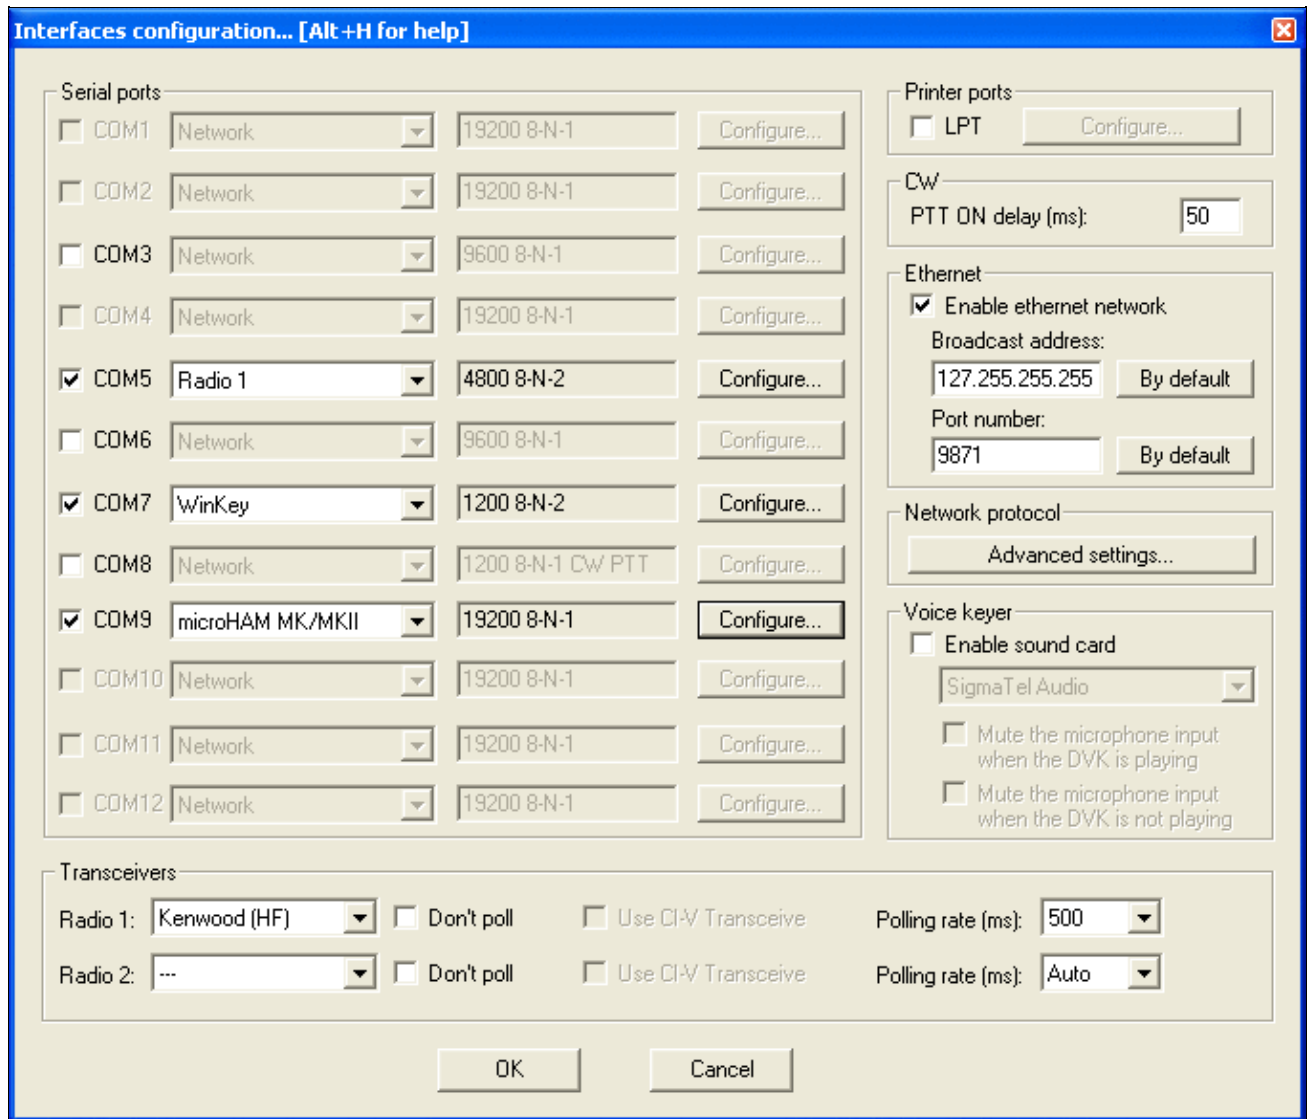 Interfaces configuration... [Alt+H for help]
Serial ports
COM1 Network 19200 8-N-1 Configure...
COM2 Network 19200 8-N-1 Configure...
COM3 Network 9600 8-N-1 Configure...
COM4 Network 19200 8-N-1 Configure...
COM5 Radio 1 4800 8-N-2 Configure...
COM6 Network 9600 8-N-1 Configure...
COM7 WinKey 1200 8-N-2 Configure...
COM8 Network 1200 8-N-1 CW PTT Configure...
COM9 microHAM MK/MKII 19200 8-N-1 Configure...
COM10 Network 19200 8-N-1 Configure...
COM11 Network 19200 8-N-1 Configure...
COM12 Network 19200 8-N-1 Configure...
Printer ports
LPT Configure...
CW
PTT ON delay (ms): 50
Ethernet
Enable ethernet network
Broadcast address:
127.255.255.255 By default
Port number:
9871 By default
Network protocol
Advanced settings...
Voice keyer
Enable sound card
SigmaTel Audio
Mute the microphone input
when the DVK is playing
Mute the microphone input
when the DVK is not playing
Transceivers
Radio 1: Kenwood (HF) Don't poll Use CI-V Transceive Polling rate (ms): 500
Radio 2: --- Don't poll Use CI-V Transceive Polling rate (ms): Auto
OK Cancel